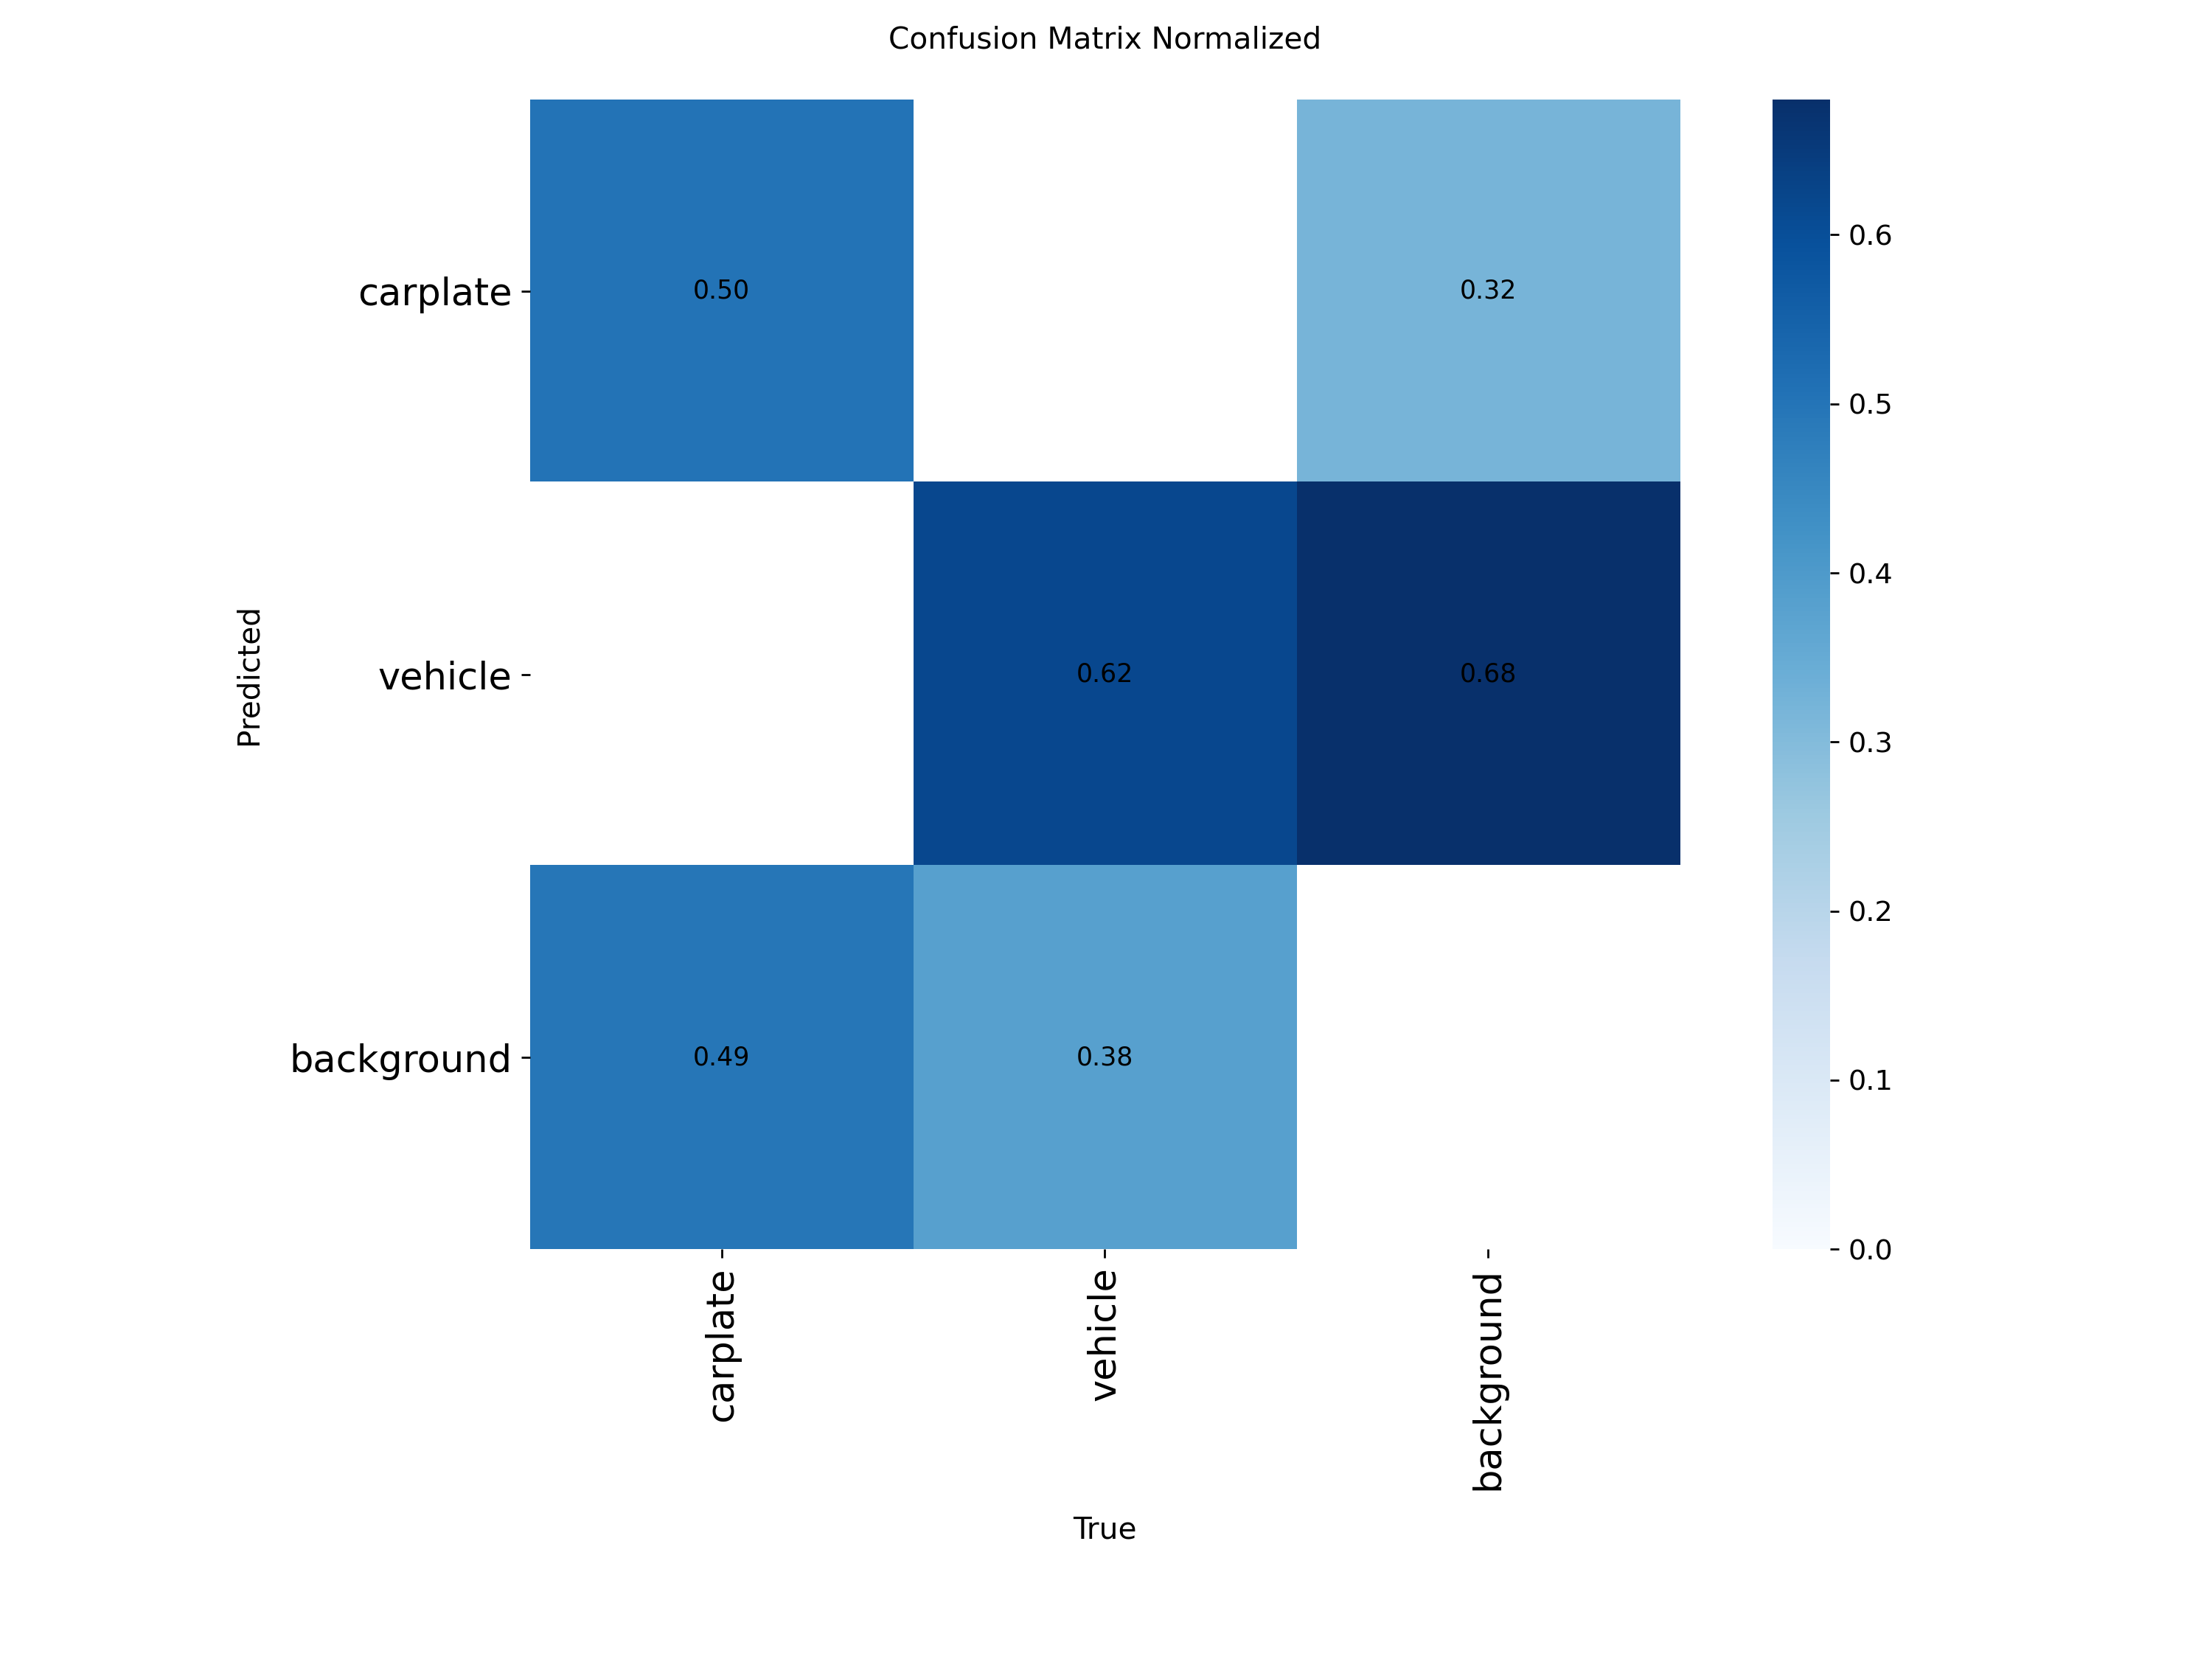 Confusion Matrix Normalized
carplate
0.50
0.32
vehicle
0.62
0.68
background
0.49
0.38
Predicted
carplate
vehicle
background
True
0.6
0.5
0.4
0.3
0.2
0.1
0.0